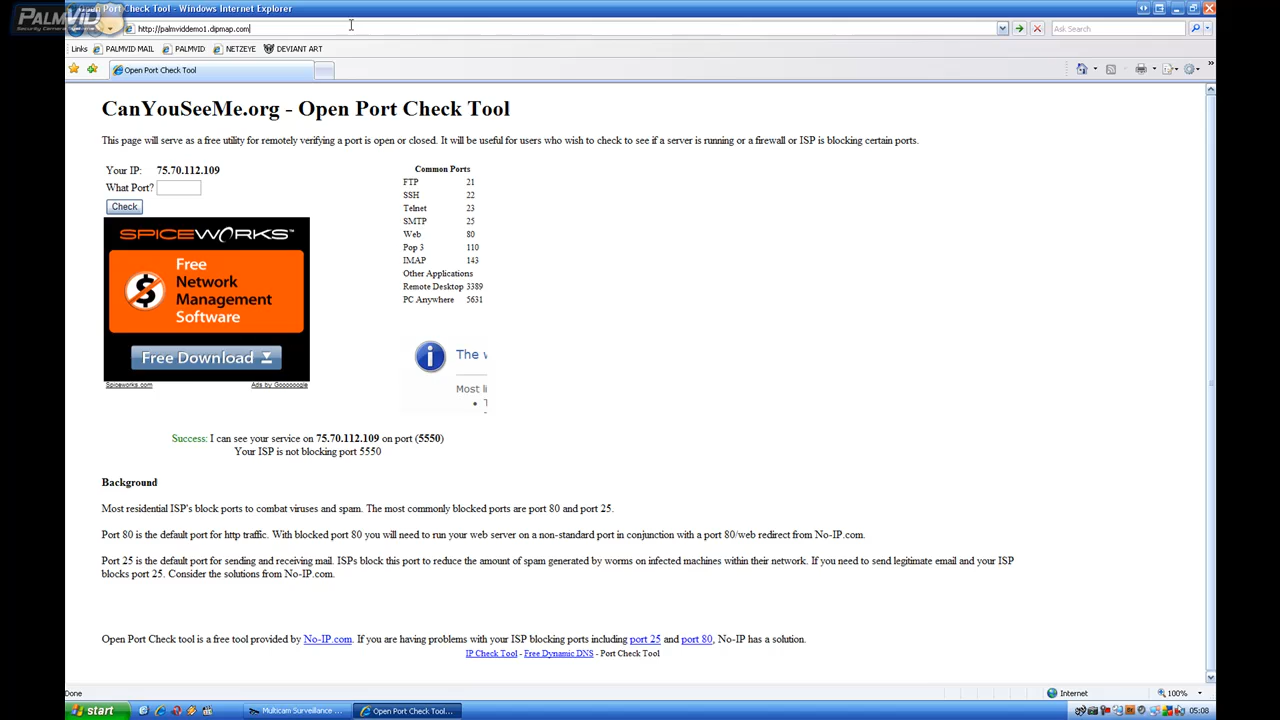 PALMVID
Security Camera Systems
Open Port Check Tool - Windows Internet Explorer
http://palmviddemo1.dipmap.com
Ask Search
Links PALMVID MAIL PALMVID NETZEYE DEVIANT ART
Open Port Check Tool
CanYouSeeMe.org - Open Port Check Tool
This page will serve as a free utility for remotely verifying a port is open or closed. It will be useful for users who wish to check to see if a server is running or a firewall or ISP is blocking certain ports.
Your IP: 75.70.112.109
What Port?
Check
SPICEWORKS™
Free
Network
Management
Software
Free Download
Spiceworks.com Ads by Goooooogle
Common Ports
FTP 21
SSH 22
Telnet 23
SMTP 25
Web 80
Pop 3 110
IMAP 143
Other Applications
Remote Desktop 3389
PC Anywhere 5631
The w
Most li
Success: I can see your service on 75.70.112.109 on port (5550)
Your ISP is not blocking port 5550
Background
Most residential ISP's block ports to combat viruses and spam. The most commonly blocked ports are port 80 and port 25.
Port 80 is the default port for http traffic. With blocked port 80 you will need to run your web server on a non-standard port in conjunction with a port 80/web redirect from No-IP.com.
Port 25 is the default port for sending and receiving mail. ISPs block this port to reduce the amount of spam generated by worms on infected machines within their network. If you need to send legitimate email and your ISP
blocks port 25. Consider the solutions from No-IP.com.
Open Port Check tool is a free tool provided by No-IP.com. If you are having problems with your ISP blocking ports including port 25 and port 80, No-IP has a solution.
IP Check Tool - Free Dynamic DNS - Port Check Tool
Done Internet 100%
start Multicam Surveillance ... Open Port Check Tool... 05:08